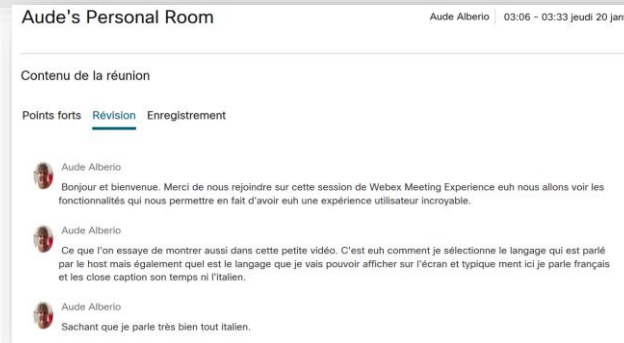 Aude's Personal Room
Aude Alberio
03:06 - 03:33 jeudi 20 jan
Contenu de la réunion
Points forts Révision Enregistrement
Aude Alberio
Bonjour et bienvenue. Merci de nous rejoindre sur cette session de Webex Meeting Experience euh nous allons voir les
fonctionnalités qui nous permettre en fait d'avoir euh une expérience utilisateur incroyable.
Aude Alberio
Ce que l'on essaye de montrer aussi dans cette petite vidéo. C'est euh comment je sélectionne le langage qui est parlé
par le host mais également quel est le langage que je vais pouvoir afficher sur l'écran et typique ment ici je parle français
et les close caption son temps ni l'italien.
Aude Alberio
Sachant que je parle très bien tout italien.